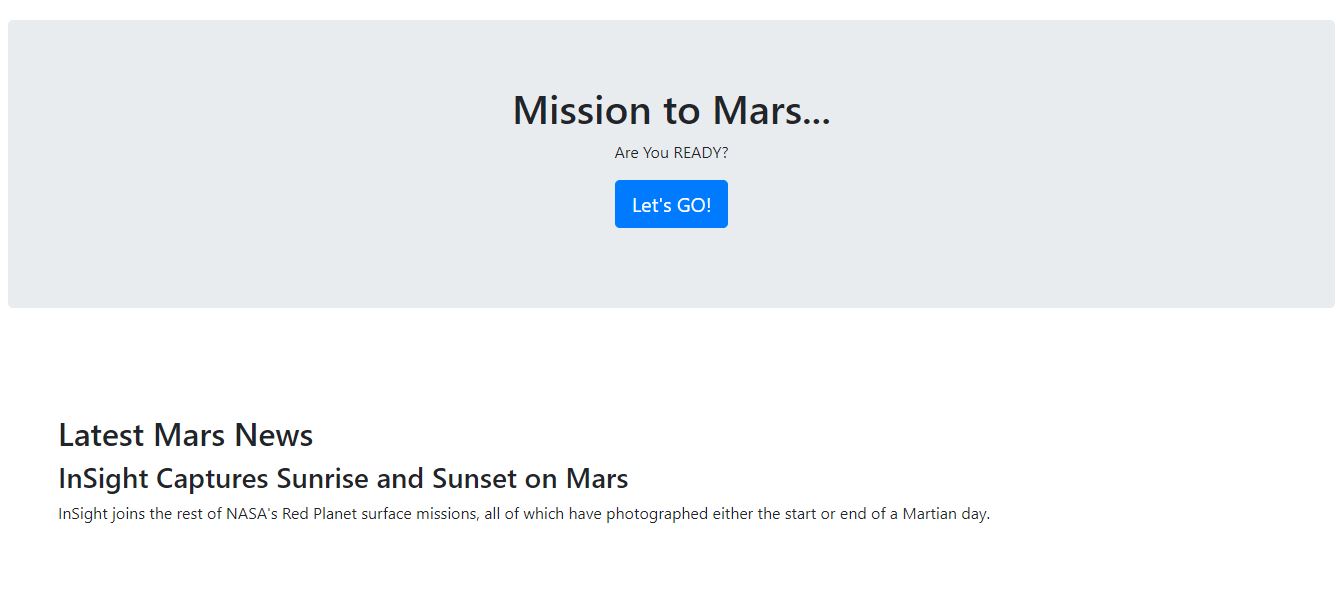 Mission to Mars...
Are You READY?
Let's GO!
Latest Mars News
InSight Captures Sunrise and Sunset on Mars
InSight joins the rest of NASA's Red Planet surface missions, all of which have photographed either the start or end of a Martian day.